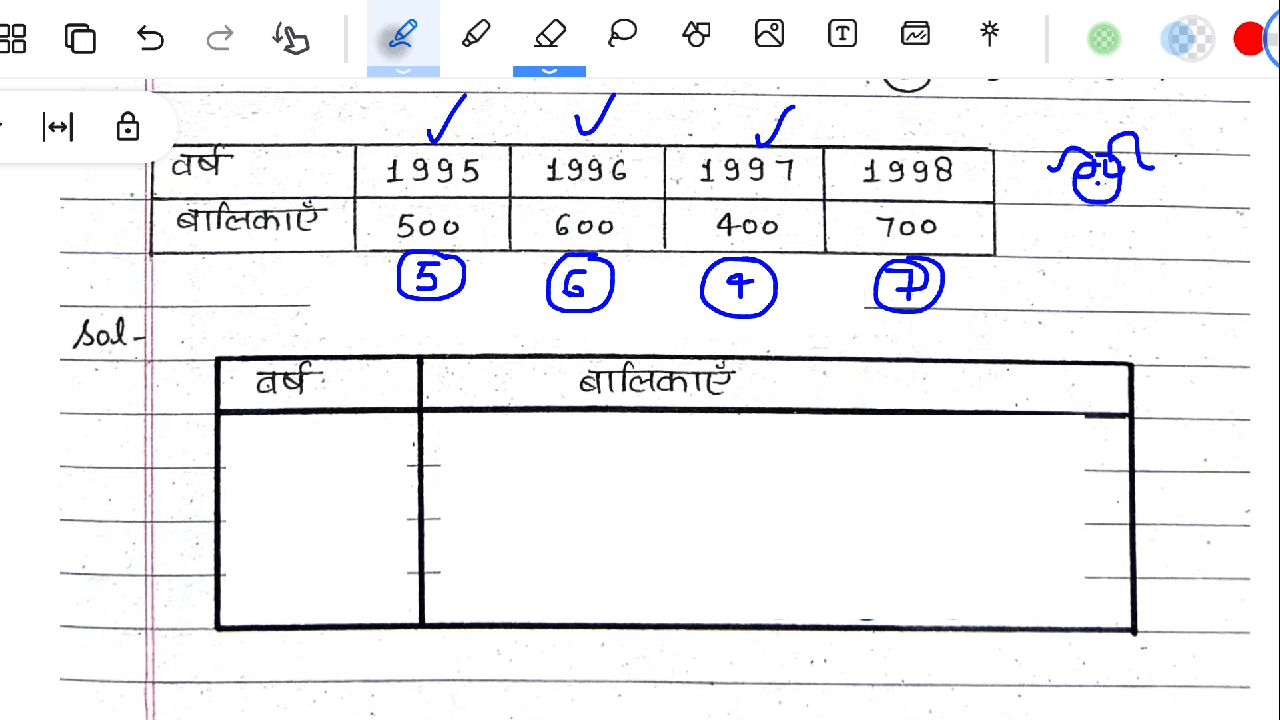 वर्ष 1995 1996 1997 1998
बालिकाएँ 500 600 400 700
5 6 4 7
Sol-
वर्ष बालिकाएँ